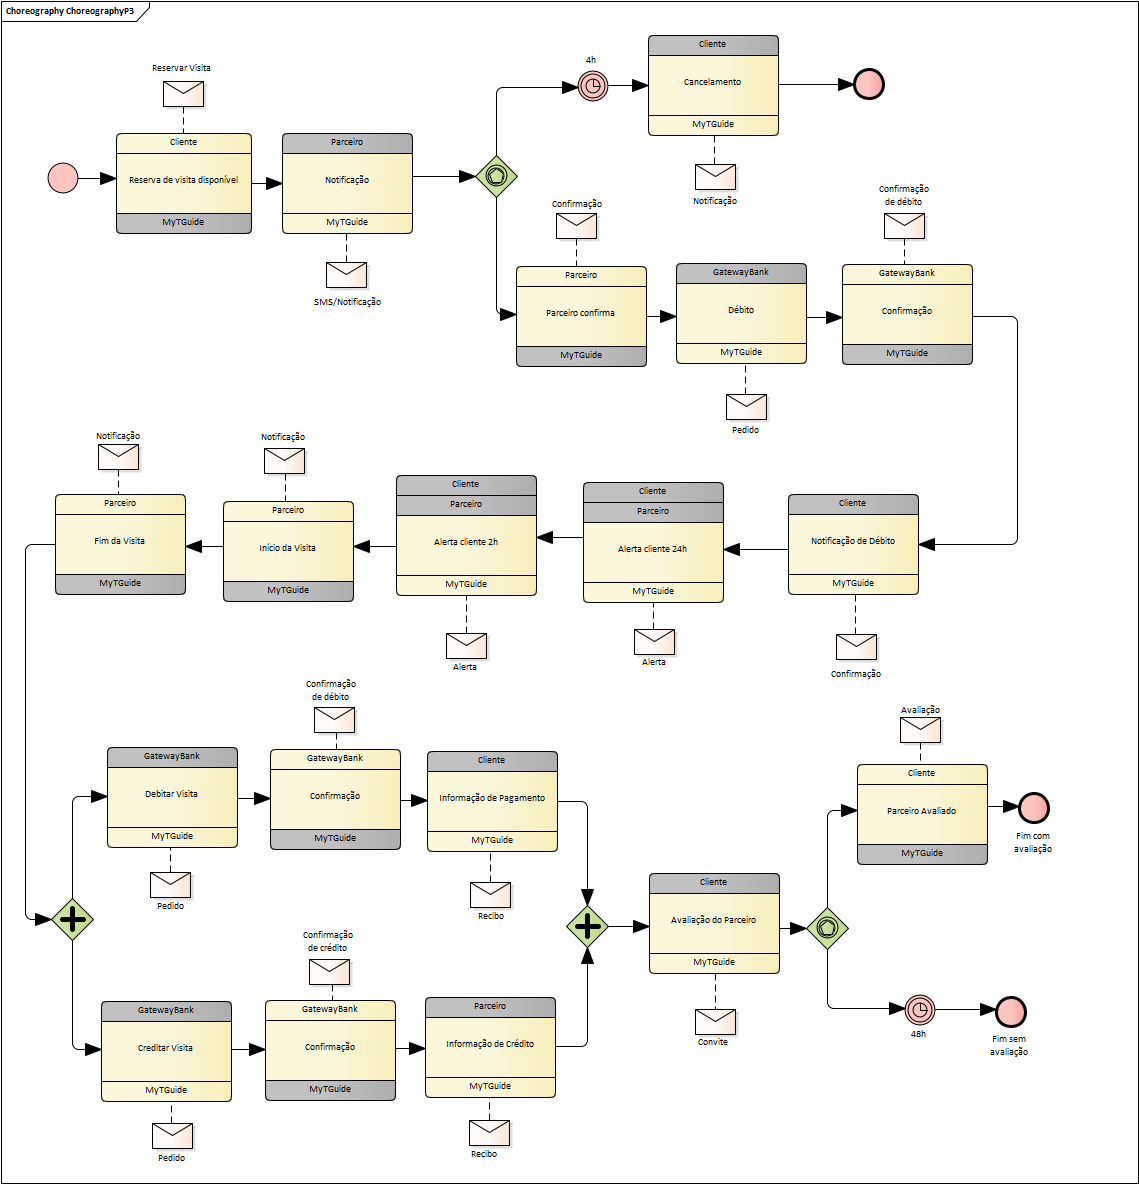 Choreography ChoreographyP3
Reservar Visita
Cliente
Reserva de visita disponível
MyTGuide
Parceiro
Notificação
MyTGuide
SMS/Notificação
4h
Cliente
Cancelamento
MyTGuide
Notificação
Confirmação
Parceiro
Parceiro confirma
MyTGuide
GatewayBank
Débito
MyTGuide
Pedido
Confirmação
de débito
GatewayBank
Confirmação
MyTGuide
Cliente
Notificação de Débito
MyTGuide
Confirmação
Cliente
Parceiro
Alerta cliente 24h
MyTGuide
Alerta
Cliente
Parceiro
Alerta cliente 2h
MyTGuide
Alerta
Notificação
Parceiro
Início da Visita
MyTGuide
Notificação
Parceiro
Fim da Visita
MyTGuide
GatewayBank
Debitar Visita
MyTGuide
Pedido
Confirmação
de débito
GatewayBank
Confirmação
MyTGuide
Cliente
Informação de Pagamento
MyTGuide
Recibo
GatewayBank
Creditar Visita
MyTGuide
Pedido
Confirmação
de crédito
GatewayBank
Confirmação
MyTGuide
Parceiro
Informação de Crédito
MyTGuide
Recibo
Cliente
Avaliação do Parceiro
MyTGuide
Convite
Avaliação
Cliente
Parceiro Avaliado
MyTGuide
Fim com
avaliação
48h
Fim sem
avaliação